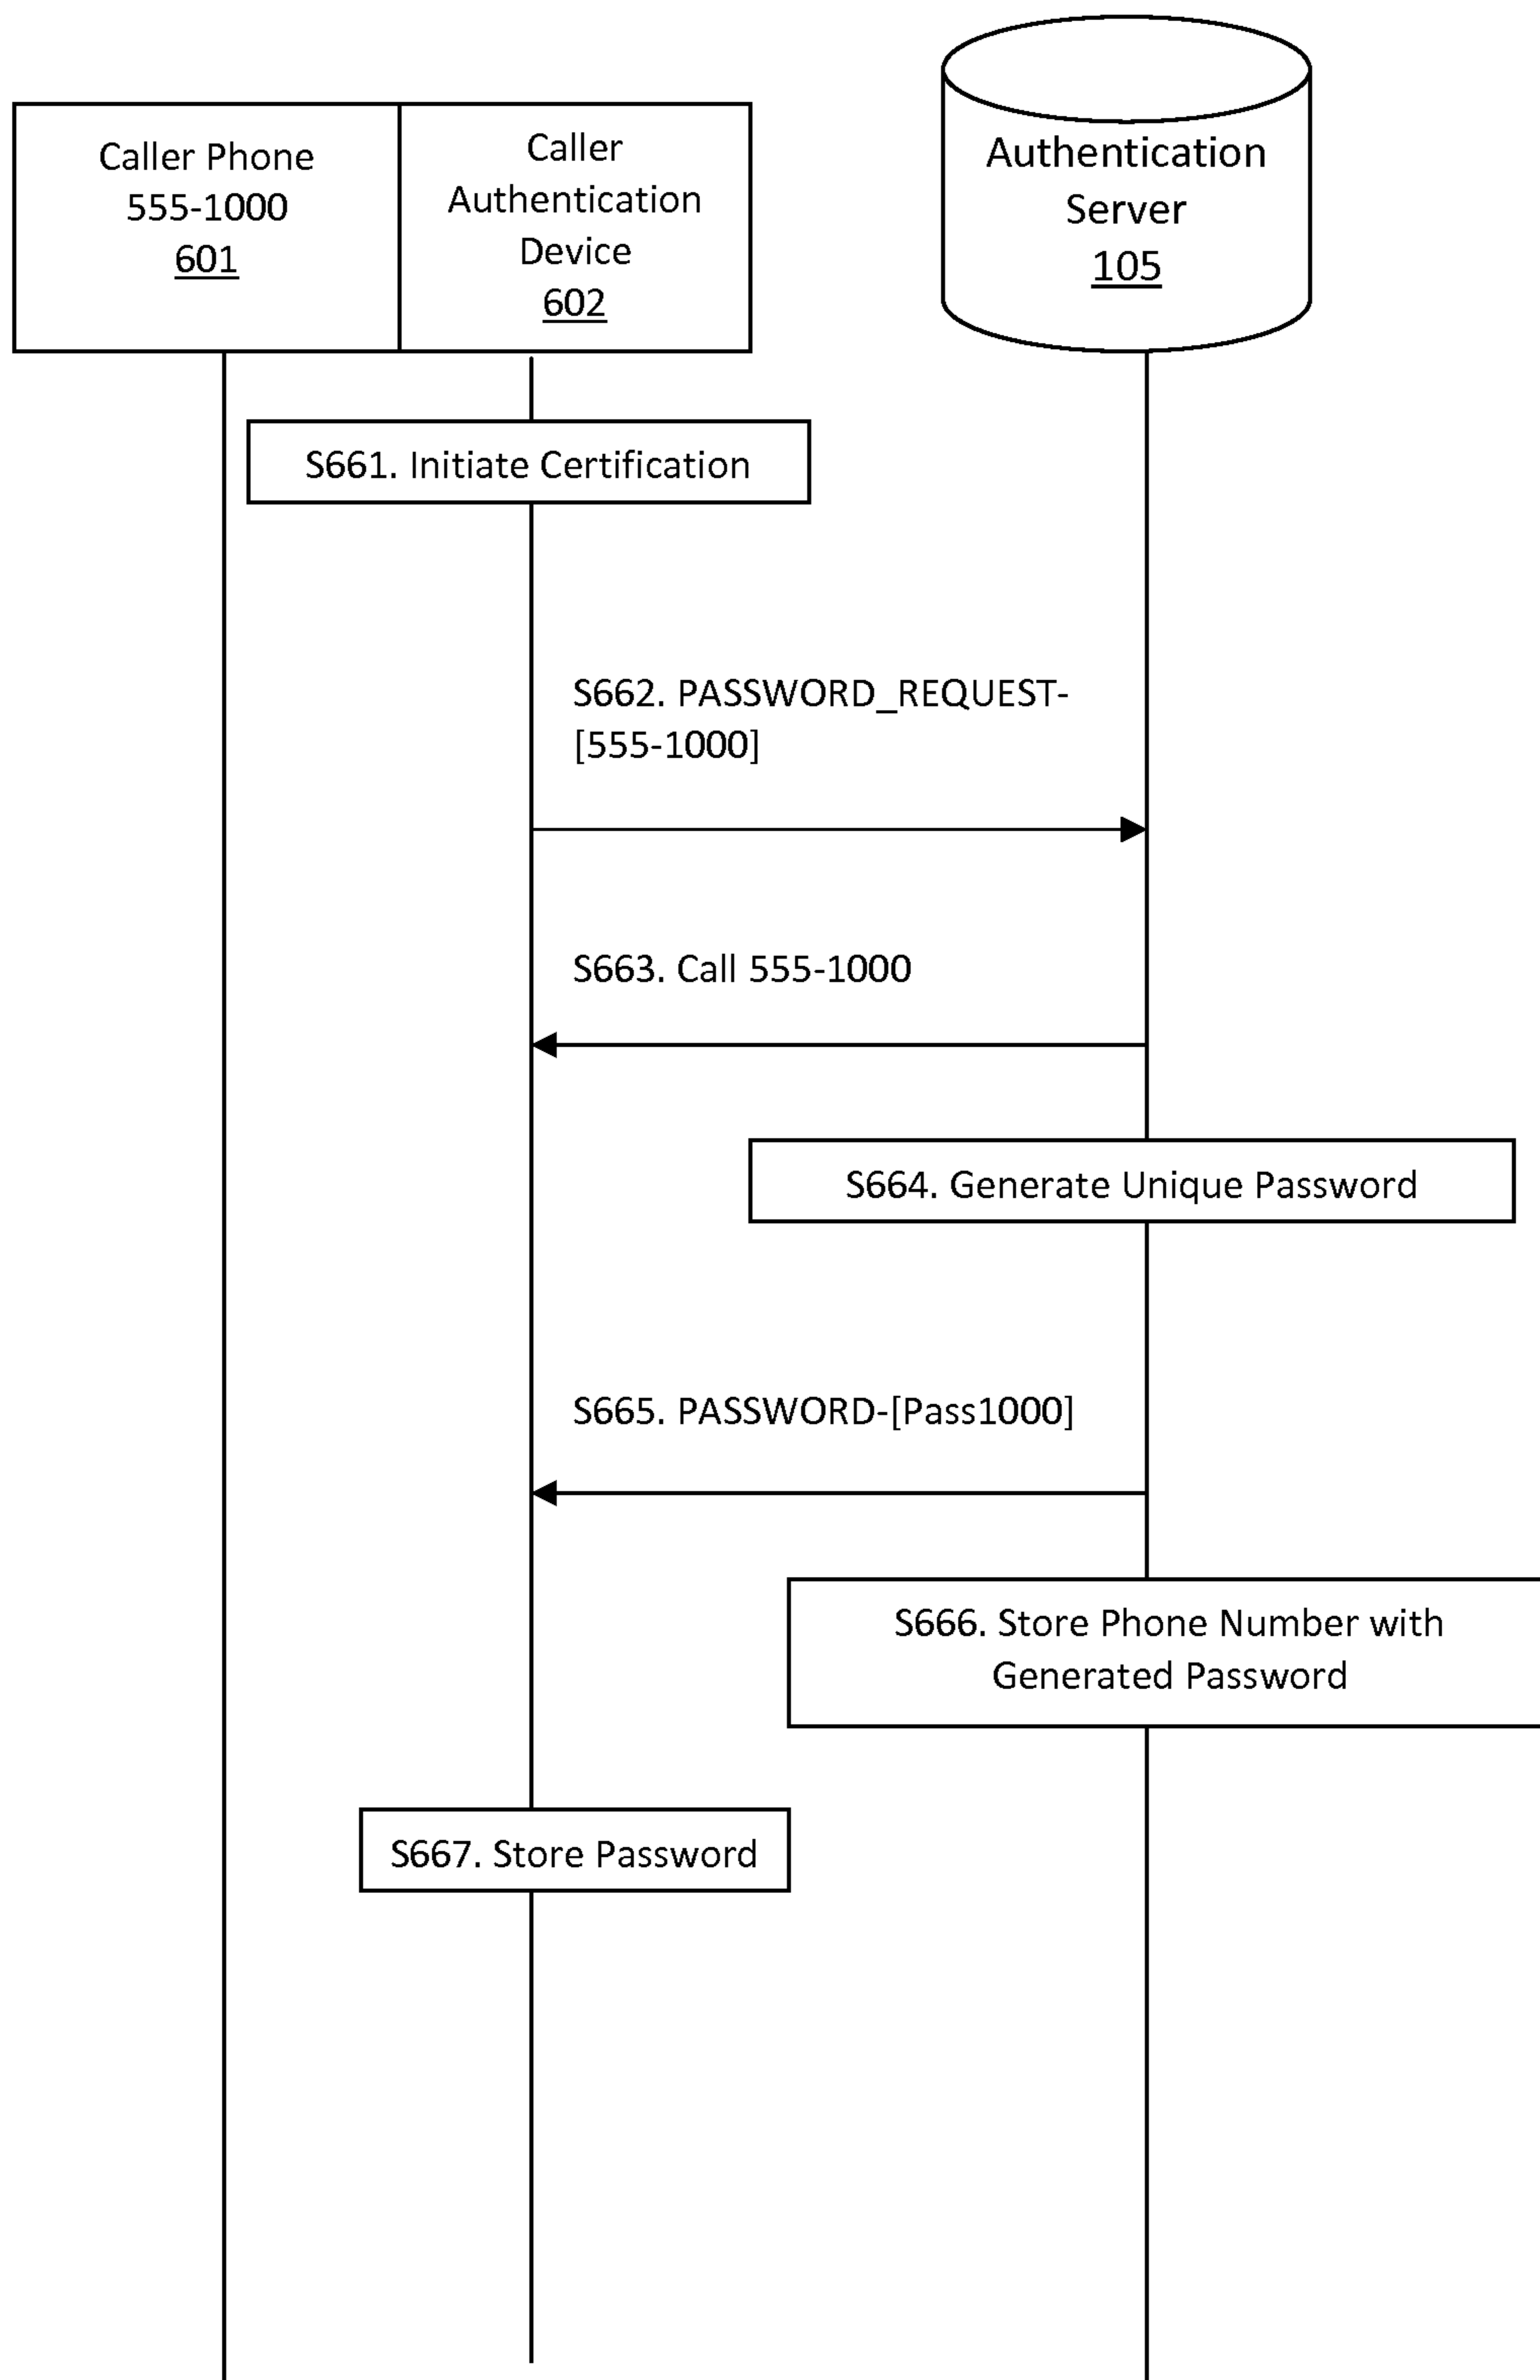 Caller Phone
555-1000
601
Caller
Authentication
Device
602
Authentication
Server
105
S661. Initiate Certification
S662. PASSWORD_REQUEST-
[555-1000]
S663. Call 555-1000
S664. Generate Unique Password
S665. PASSWORD-[Pass1000]
S666. Store Phone Number with
Generated Password
S667. Store Password